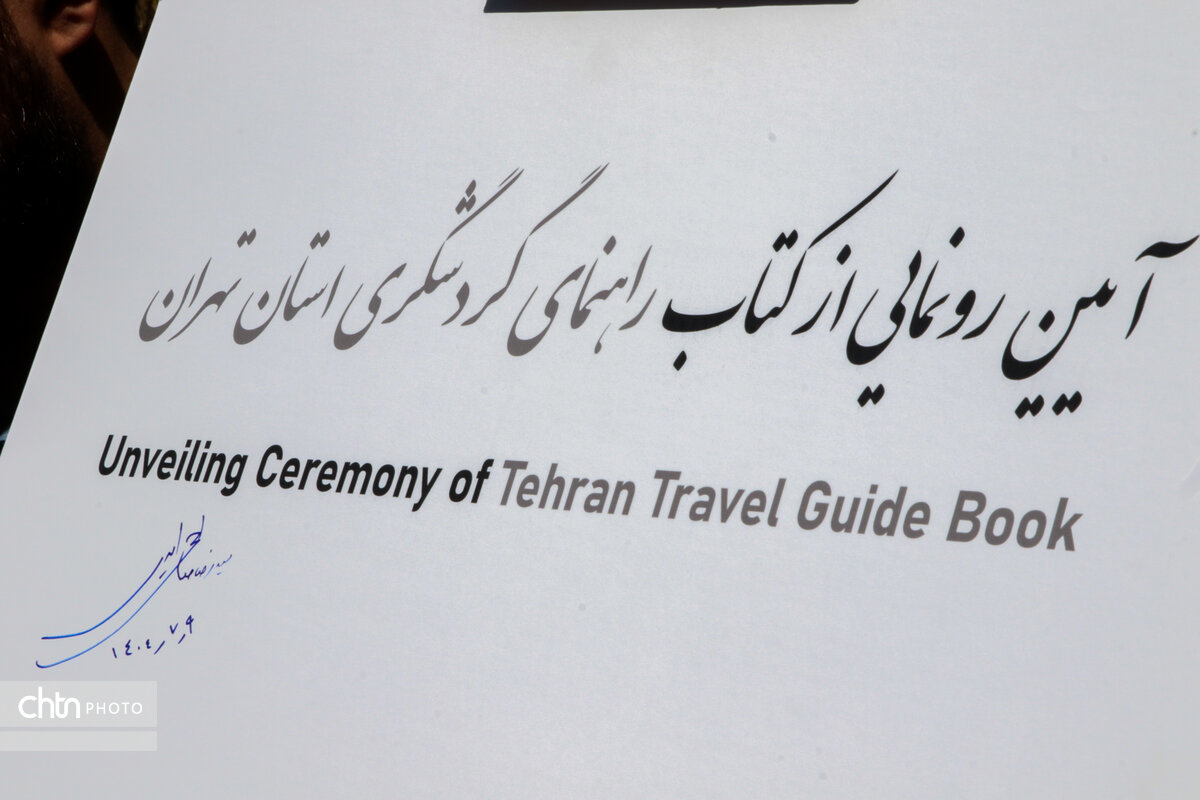 آیین رونمایی از کتاب راهنمای گردشگری استان تهران
Unveiling Ceremony of Tehran Travel Guide Book
۱۴۰۴٫۷٫۹
chtn PHOTO